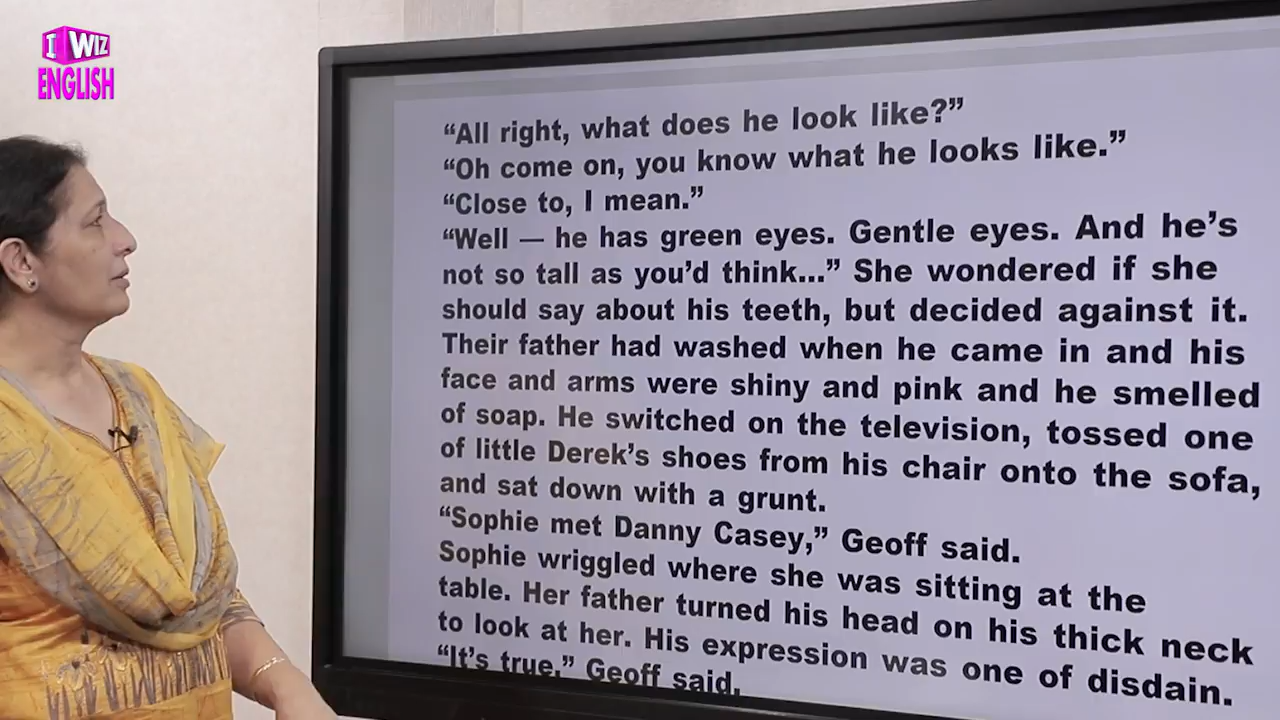 I WIZ
ENGLISH
“All right, what does he look like?”
“Oh come on, you know what he looks like.”
“Close to, I mean.”
“Well — he has green eyes. Gentle eyes. And he’s
not so tall as you’d think...” She wondered if she
should say about his teeth, but decided against it.
Their father had washed when he came in and his
face and arms were shiny and pink and he smelled
of soap. He switched on the television, tossed one
of little Derek’s shoes from his chair onto the sofa,
and sat down with a grunt.
“Sophie met Danny Casey,” Geoff said.
Sophie wriggled where she was sitting at the
table. Her father turned his head on his thick neck
to look at her. His expression was one of disdain.
“It’s true,” Geoff said.